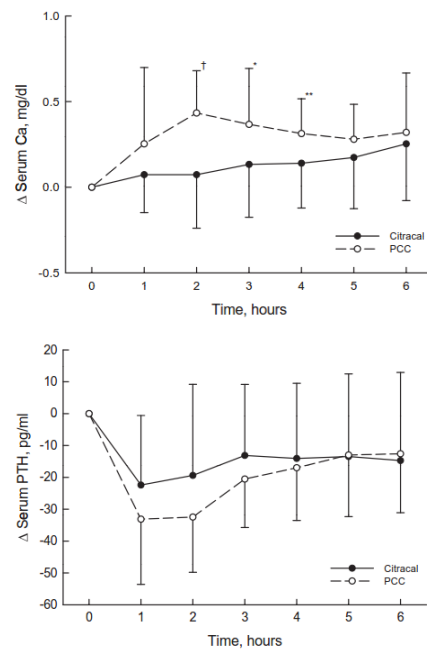 1.0
0.5
0.0
-0.5
Δ Serum Ca, mg/dl
†
*
**
Citracal
PCC
0 1 2 3 4 5 6
Time, hours
20
10
0
-10
-20
-30
-40
-50
-60
Δ Serum PTH, pg/ml
Citracal
PCC
0 1 2 3 4 5 6
Time, hours